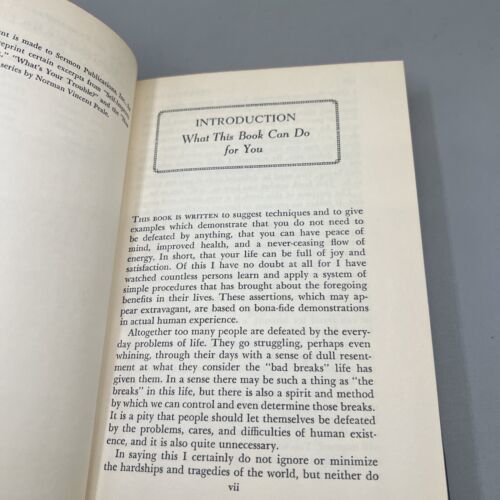 ent is made to Sermon Publications, Inc., for
reprint certain excerpts from "Self-Improve
," "What's Your Trouble?" and the "How
series by Norman Vincent Peale.
INTRODUCTION
What This Book Can Do
for You
THIS BOOK IS WRITTEN to suggest techniques and to give
examples which demonstrate that you do not need to
be defeated by anything, that you can have peace of
mind, improved health, and a never-ceasing flow of
energy. In short, that your life can be full of joy and
satisfaction. Of this I have no doubt at all for I have
watched countless persons learn and apply a system of
simple procedures that has brought about the foregoing
benefits in their lives. These assertions, which may ap-
pear extravagant, are based on bona-fide demonstrations
in actual human experience.
Altogether too many people are defeated by the every-
day problems of life. They go struggling, perhaps even
whining, through their days with a sense of dull resent-
ment at what they consider the "bad breaks" life has
given them. In a sense there may be such a thing as "the
breaks" in this life, but there is also a spirit and method
by which we can control and even determine those breaks.
It is a pity that people should let themselves be defeated
by the problems, cares, and difficulties of human exist-
ence, and it is also quite unnecessary.
In saying this I certainly do not ignore or minimize
the hardships and tragedies of the world, but neither do
vii